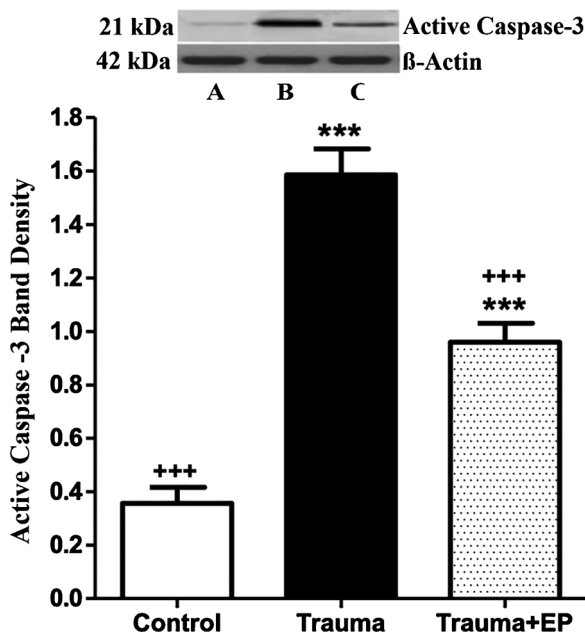 21 kDa Active Caspase-3
42 kDa ß-Actin
A B C
Active Caspase -3 Band Density
1.8
1.6
1.4
1.2
1.0
0.8
0.6
0.4
0.2
0.0
+++
***
+++
***
Control Trauma Trauma+EP